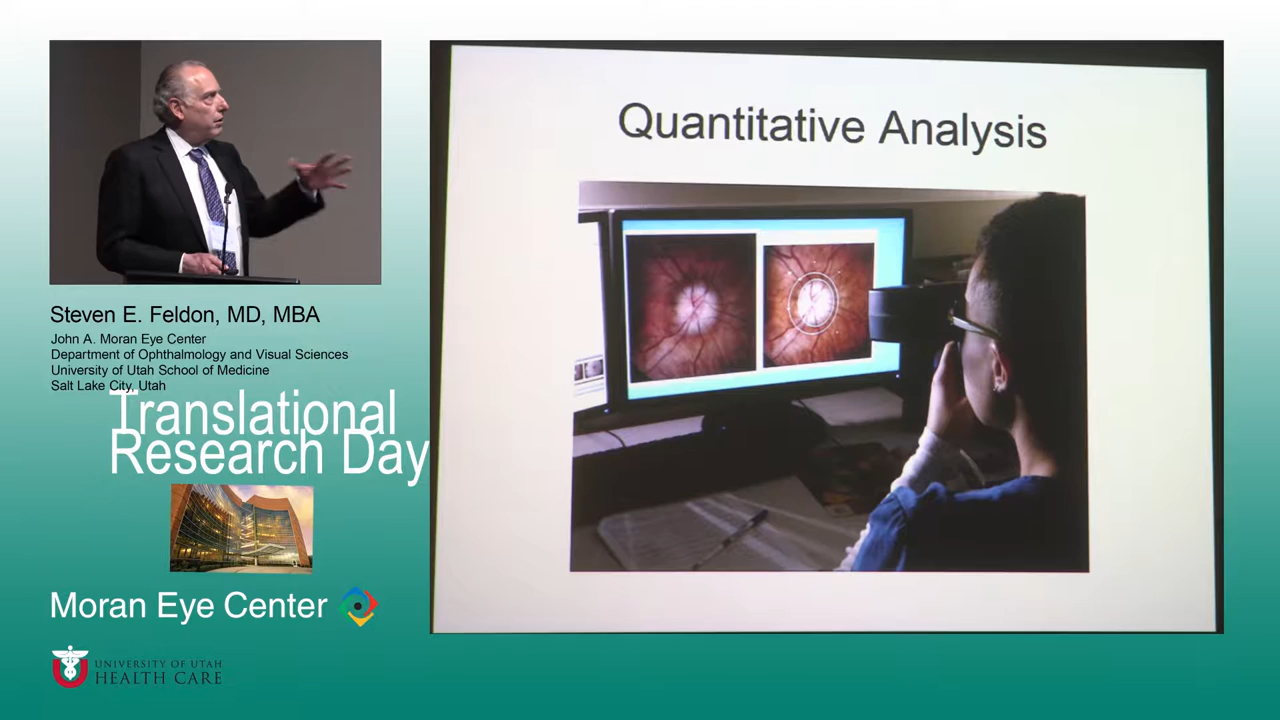 Steven E. Feldon, MD, MBA
John A. Moran Eye Center
Department of Ophthalmology and Visual Sciences
University of Utah School of Medicine
Salt Lake City, Utah
Translational
Research Day
Moran Eye Center
UNIVERSITY OF UTAH
HEALTH CARE
Quantitative Analysis